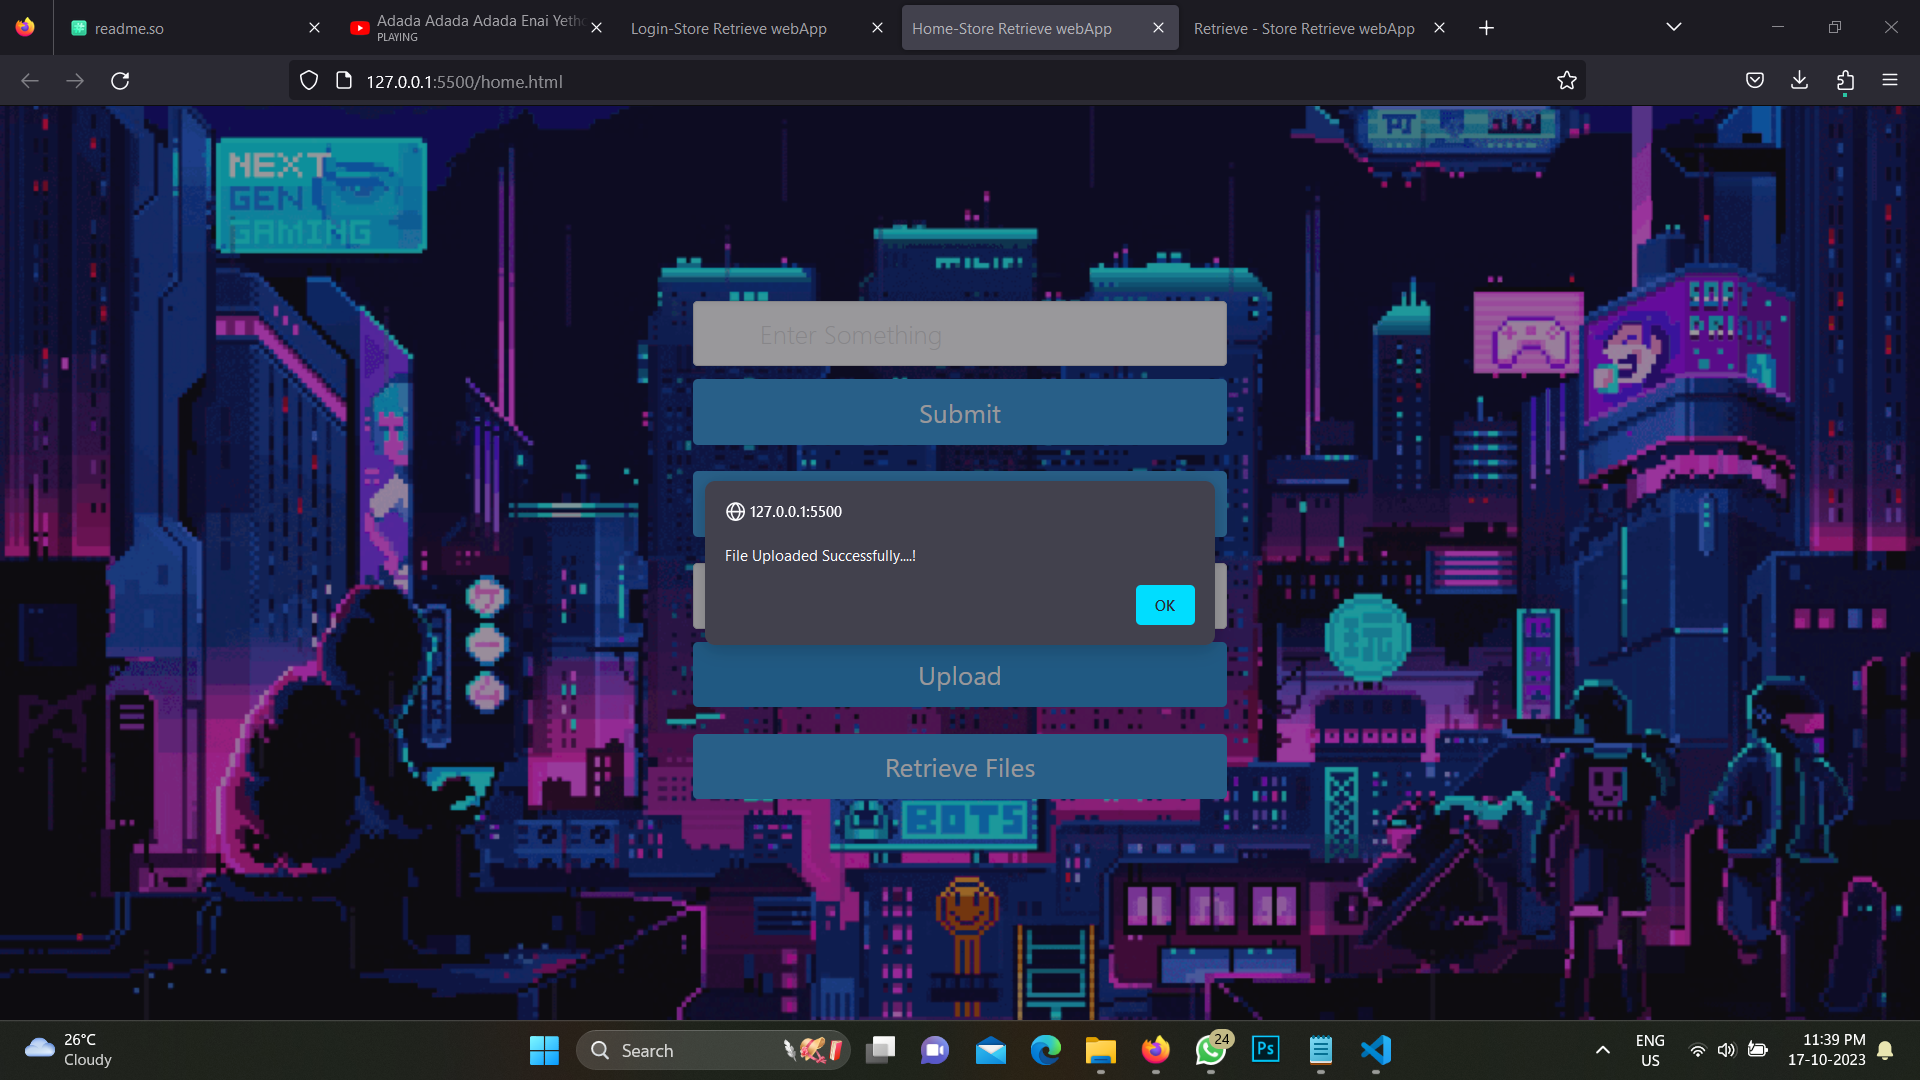 readme.so
Adada Adada Adada Enai Yeth
PLAYING
Login-Store Retrieve webApp
Home-Store Retrieve webApp
Retrieve - Store Retrieve webApp
127.0.0.1:5500/home.html
NEXT
GEN
GAMING
Enter Something
Submit
127.0.0.1:5500
File Uploaded Successfully....!
OK
玩
Upload
Retrieve Files
BOTS
26°C
Cloudy
Search
24
Ps
ENG
US
11:39 PM
17-10-2023